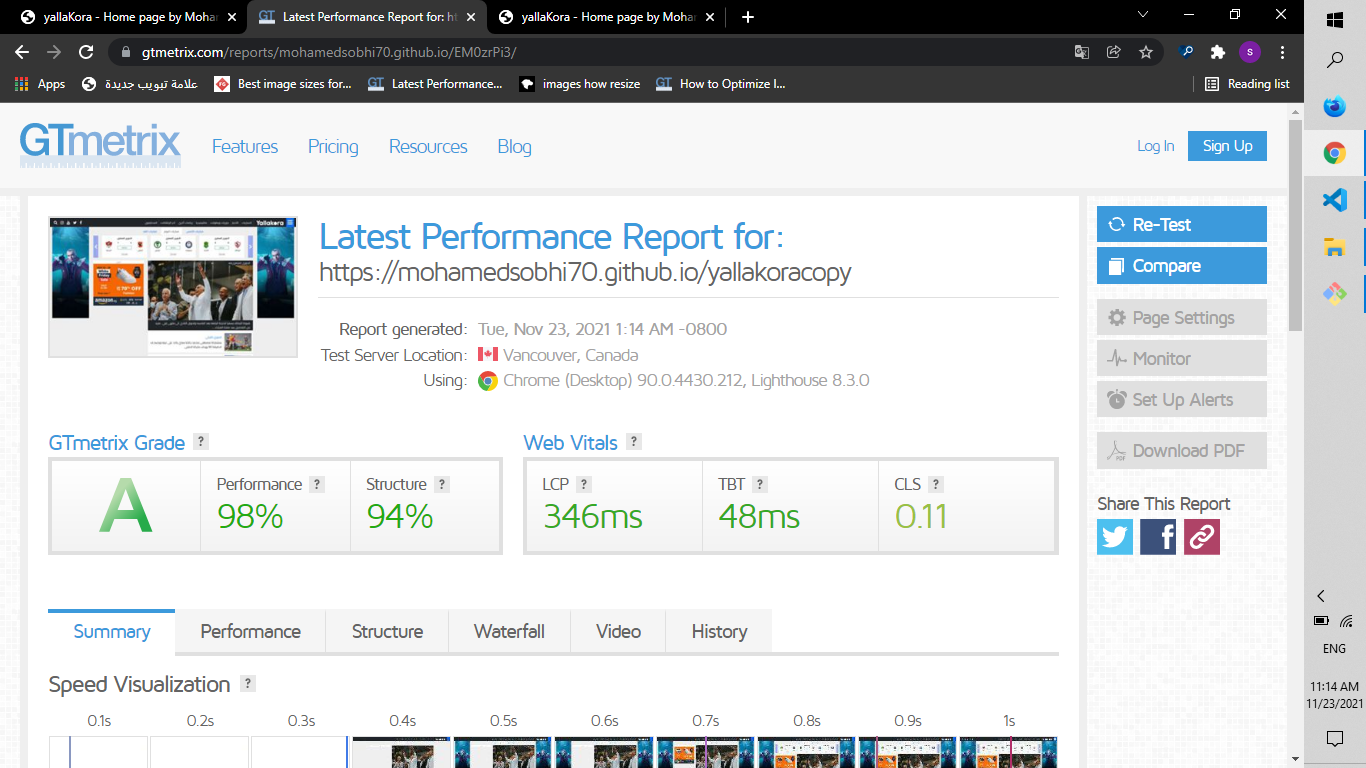 yallaKora - Home page by Mohar
Latest Performance Report for: ht
yallaKora - Home page by Mohar
gtmetrix.com/reports/mohamedsobhi70.github.io/EM0zrPi3/
s
Apps
علامة تبويب جديدة
Best image sizes for...
GT Latest Performance...
images how resize
GT How to Optimize I...
Reading list
GTmetrix
Features
Pricing
Resources
Blog
Log In
Sign Up
YallaKora
Latest Performance Report for:
https://mohamedsobhi70.github.io/yallakoracopy
Report generated: Tue, Nov 23, 2021 1:14 AM -0800
Test Server Location: Vancouver, Canada
Using: Chrome (Desktop) 90.0.4430.212, Lighthouse 8.3.0
Re-Test
Compare
Page Settings
Monitor
Set Up Alerts
PDF Download PDF
Share This Report
GTmetrix Grade ?
A
Performance ?
98%
Structure ?
94%
Web Vitals ?
LCP ?
346ms
TBT ?
48ms
CLS ?
0.11
Summary
Performance
Structure
Waterfall
Video
History
Speed Visualization ?
0.1s 0.2s 0.3s 0.4s 0.5s 0.6s 0.7s 0.8s 0.9s 1s
ENG
11:14 AM
11/23/2021